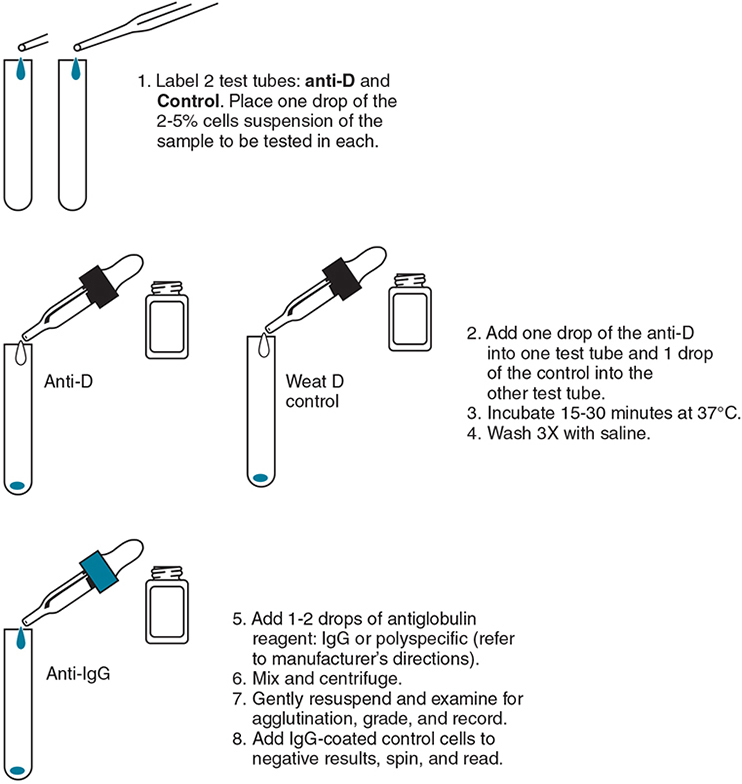 1. Label 2 test tubes: anti-D and
Control. Place one drop of the
2-5% cells suspension of the
sample to be tested in each.
Anti-D
Weat D
control
2. Add one drop of the anti-D
into one test tube and 1 drop
of the control into the
other test tube.
3. Incubate 15-30 minutes at 37°C.
4. Wash 3X with saline.
Anti-IgG
5. Add 1-2 drops of antiglobulin
reagent: IgG or polyspecific (refer
to manufacturer’s directions).
6. Mix and centrifuge.
7. Gently resuspend and examine for
agglutination, grade, and record.
8. Add IgG-coated control cells to
negative results, spin, and read.